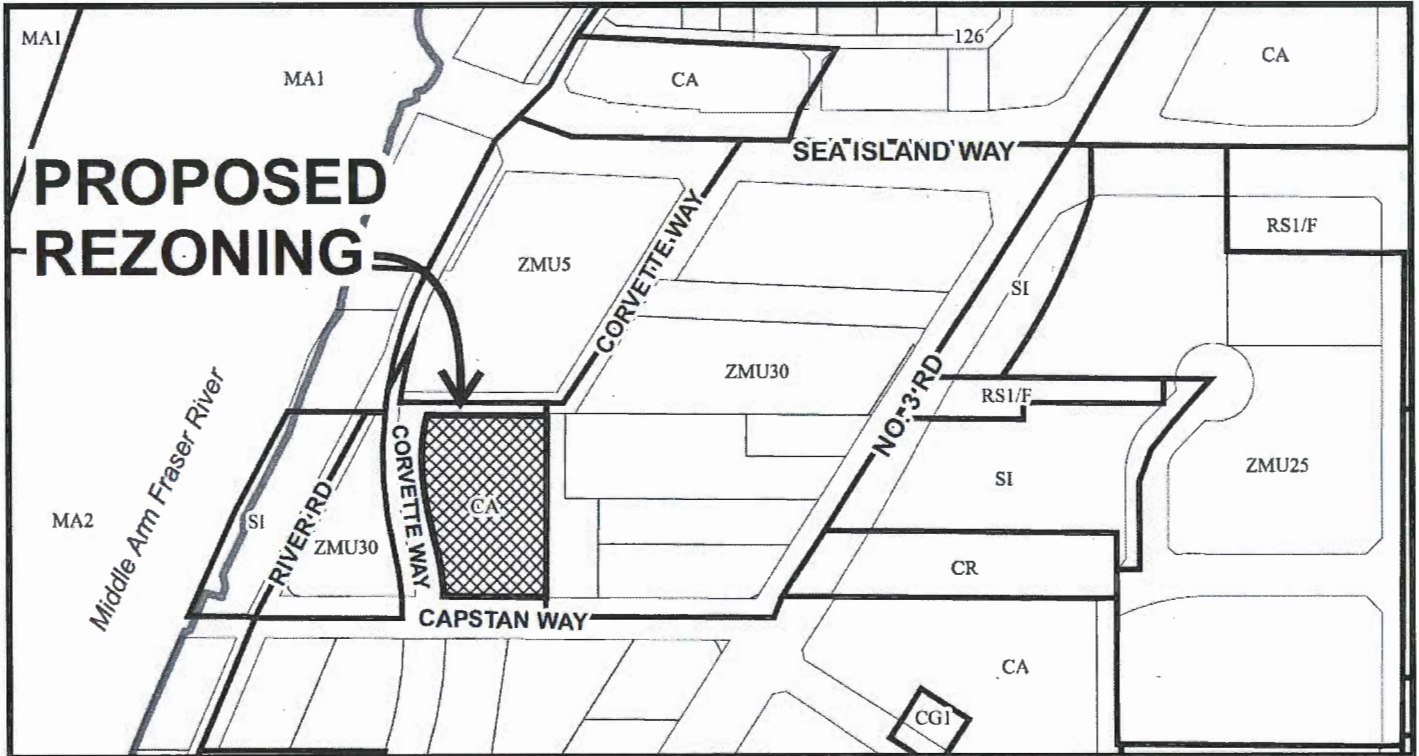 MA1
MA1
CA
126
CA
PROPOSED
REZONING
SEA ISLAND WAY
CORVETTE WAY
ZMU5
RS1/F
SI
ZMU30
NO. 3 RD
RS1/F
Middle Arm Fraser River
MA2
SI
RIVER RD
ZMU30
CORVETTE WAY
CA
SI
ZMU25
CR
CAPSTAN WAY
CA
CG1